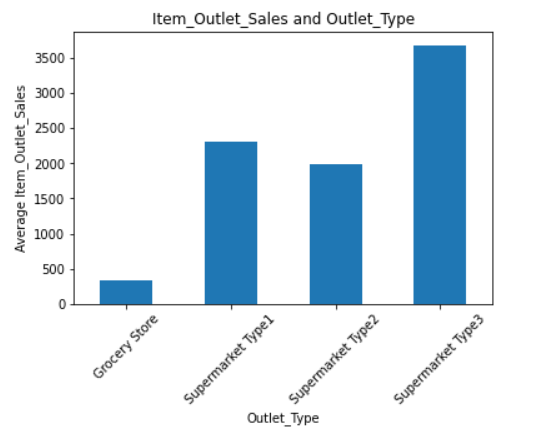 Item_Outlet_Sales and Outlet_Type
Average Item_Outlet_Sales
3500
3000
2500
2000
1500
1000
500
0
Grocery Store
Supermarket Type1
Supermarket Type2
Supermarket Type3
Outlet_Type